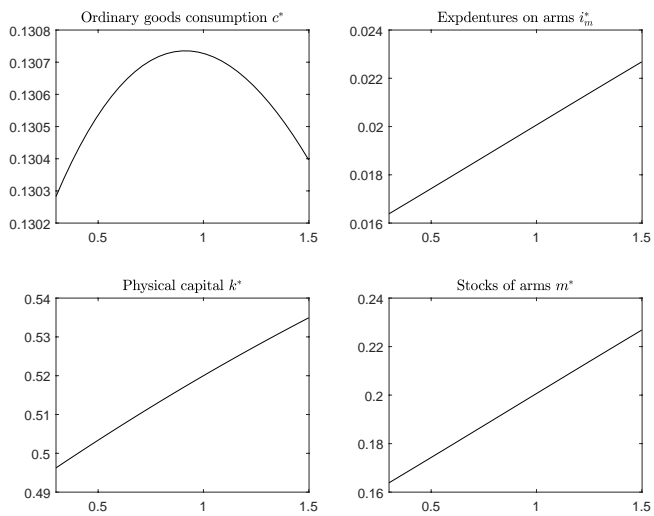 Ordinary goods consumption c*
0.1308
0.1307
0.1306
0.1305
0.1304
0.1303
0.1302
0.5 1 1.5
Expdentures on arms i*ₘ
0.024
0.022
0.02
0.018
0.016
0.5 1 1.5
Physical capital k*
0.54
0.53
0.52
0.51
0.5
0.49
0.5 1 1.5
Stocks of arms m*
0.24
0.22
0.2
0.18
0.16
0.5 1 1.5